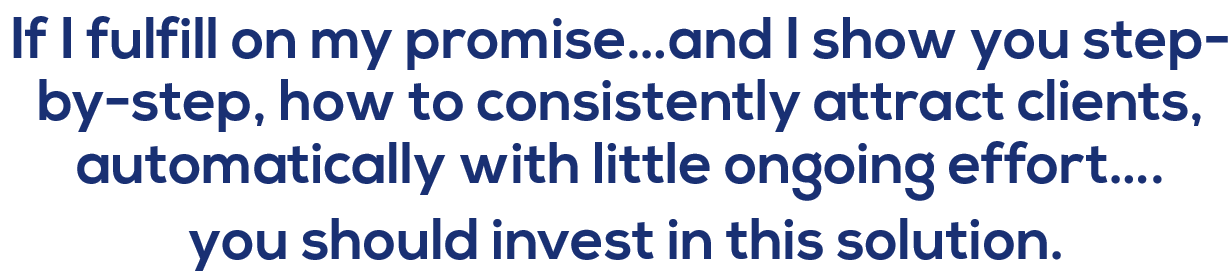 If I fulfill on my promise...and I show you step-
by-step, how to consistently attract clients,
automatically with little ongoing effort....
you should invest in this solution.